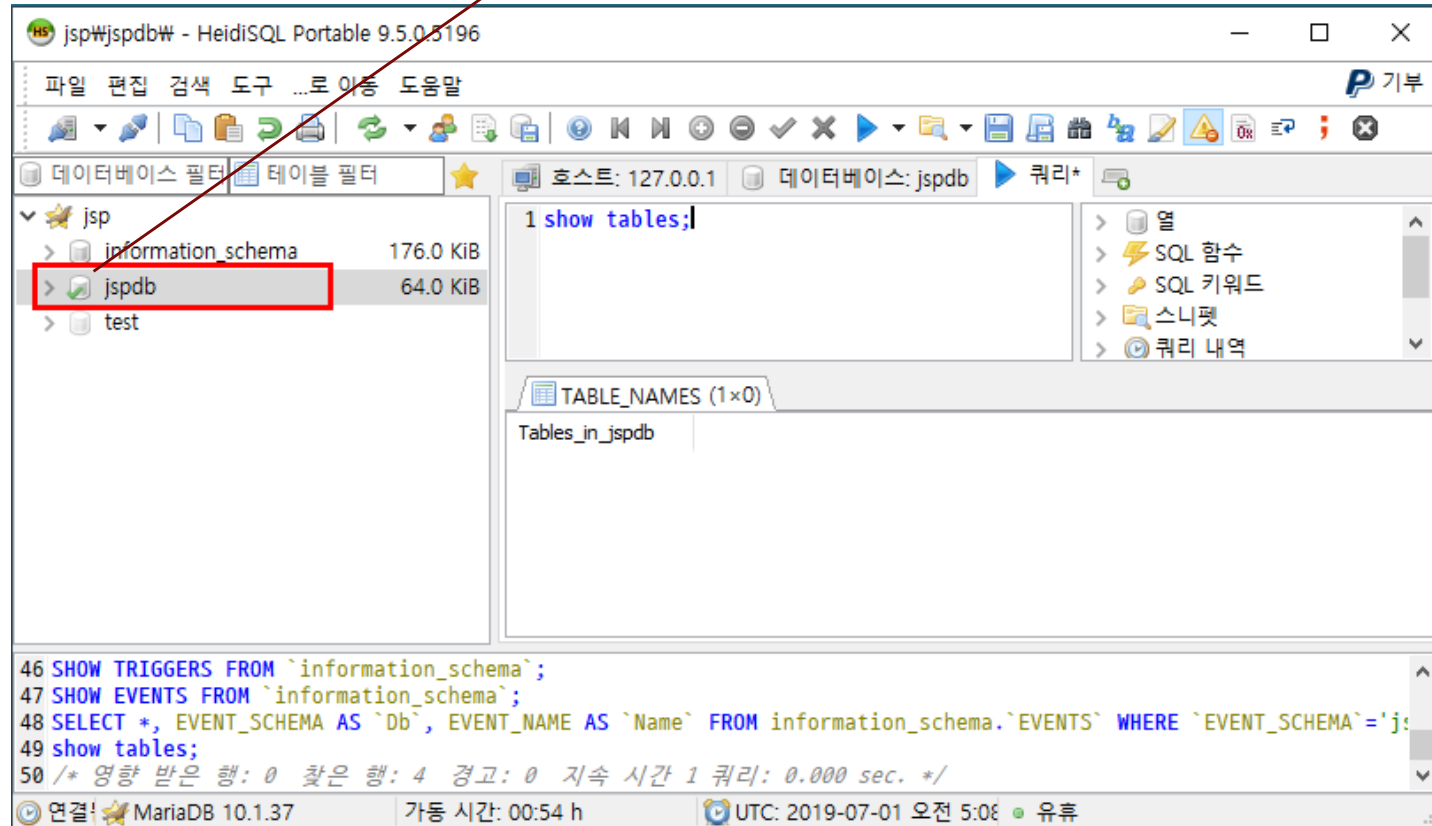 jsp₩jspdb₩ - HeidiSQL Portable 9.5.0.5196
파일 편집 검색 도구 ...로 이동 도움말 기부
데이터베이스 필터 테이블 필터
호스트: 127.0.0.1 데이터베이스: jspdb 쿼리*
jsp
information_schema 176.0 KiB
jspdb 64.0 KiB
test
1 show tables;
열
SQL 함수
SQL 키워드
스니펫
쿼리 내역
TABLE_NAMES (1×0)
Tables_in_jspdb
46 SHOW TRIGGERS FROM `information_schema`;
47 SHOW EVENTS FROM `information_schema`;
48 SELECT *, EVENT_SCHEMA AS `Db`, EVENT_NAME AS `Name` FROM information_schema.`EVENTS` WHERE `EVENT_SCHEMA`='js
49 show tables;
50 /* 영향 받은 행: 0 찾은 행: 4 경고: 0 지속 시간 1 쿼리: 0.000 sec. */
연결 MariaDB 10.1.37 가동 시간: 00:54 h UTC: 2019-07-01 오전 5:08 유휴